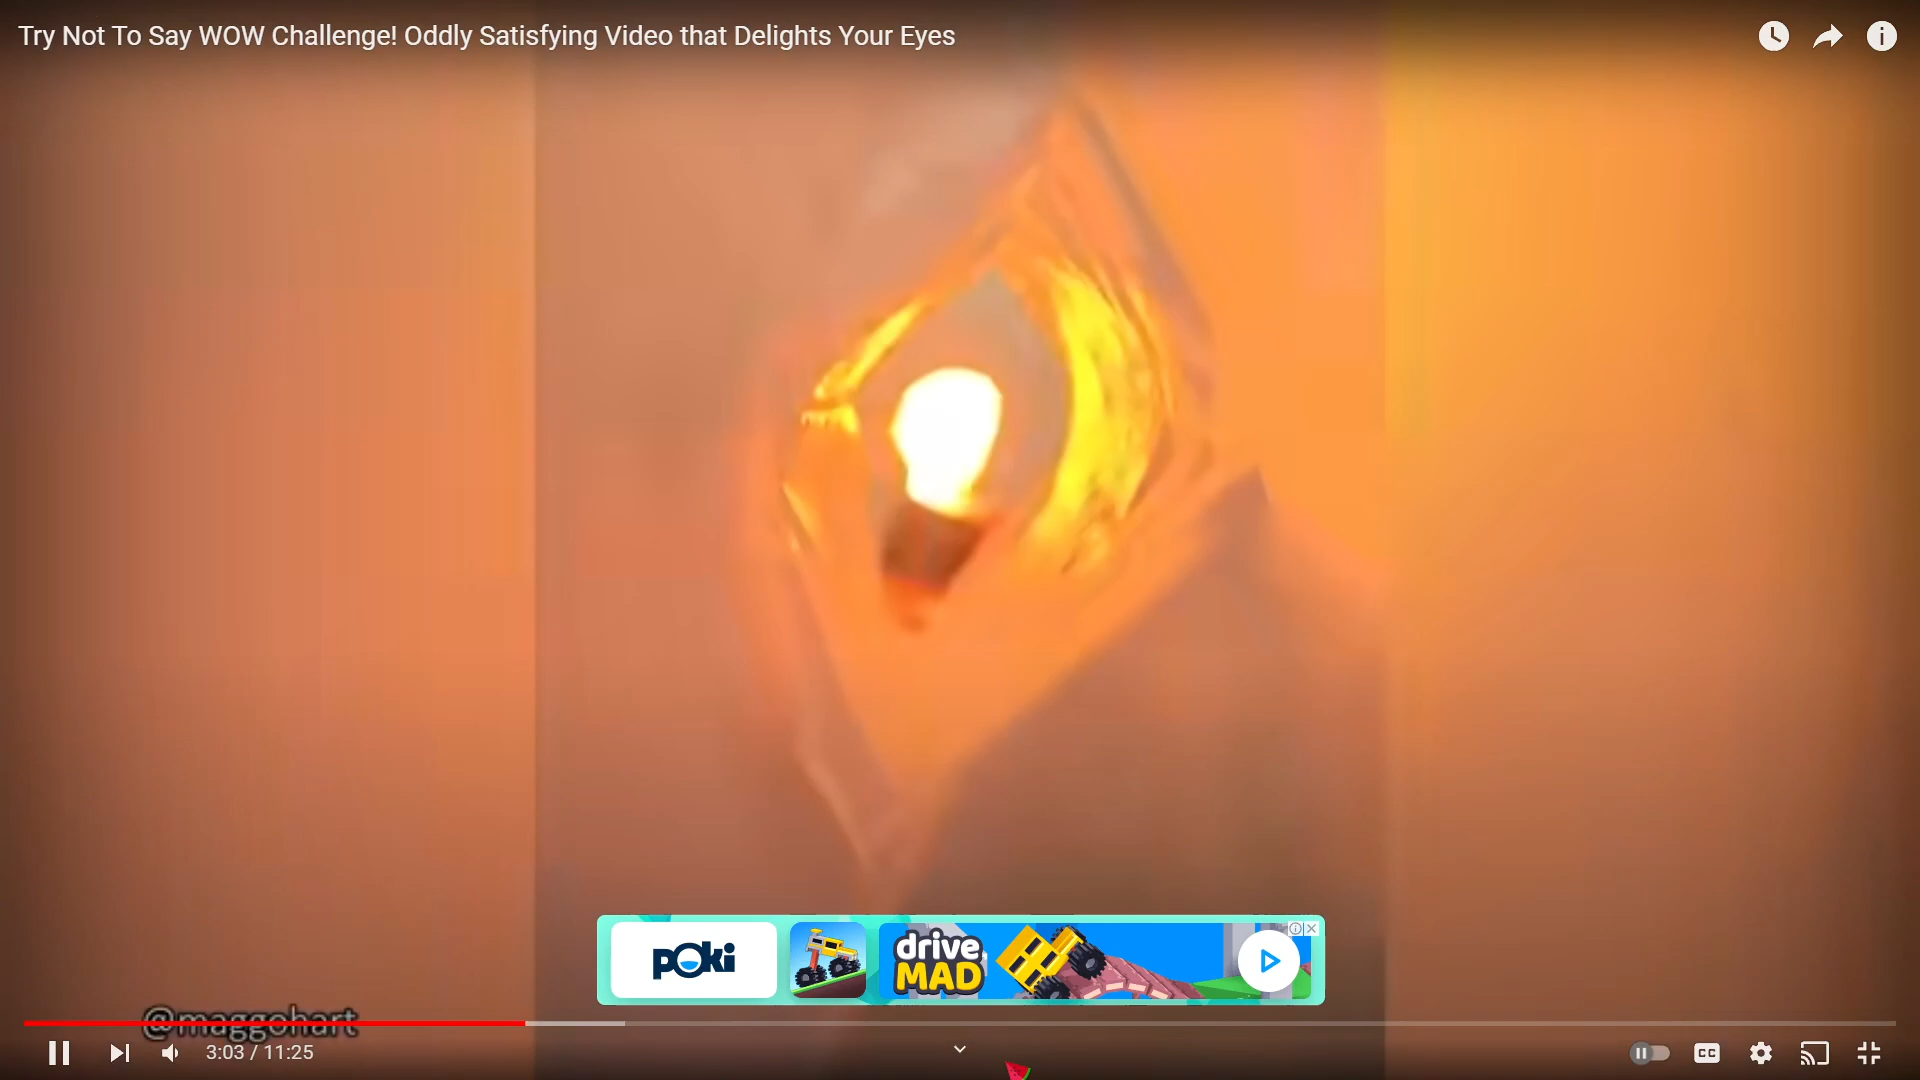 Try Not To Say WOW Challenge! Oddly Satisfying Video that Delights Your Eyes
poki
drive
MAD
@maggohart
3:03 / 11:25
CC